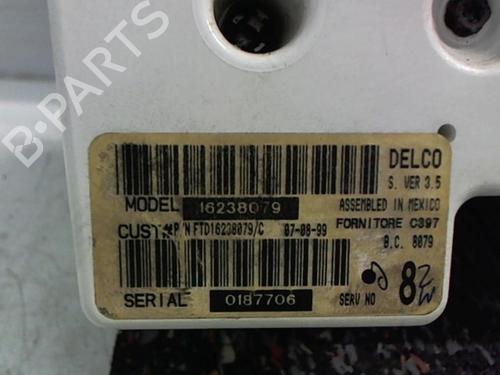 B-PARTS
DELCO
S. VER 3.5
MODEL 16238079
ASSEMBLED IN MEXICO
CUST P/N FTD16238079/C 07-08-99
FORNITORE C397
B.C. 8079
SERIAL 0187706
SERV NO 8